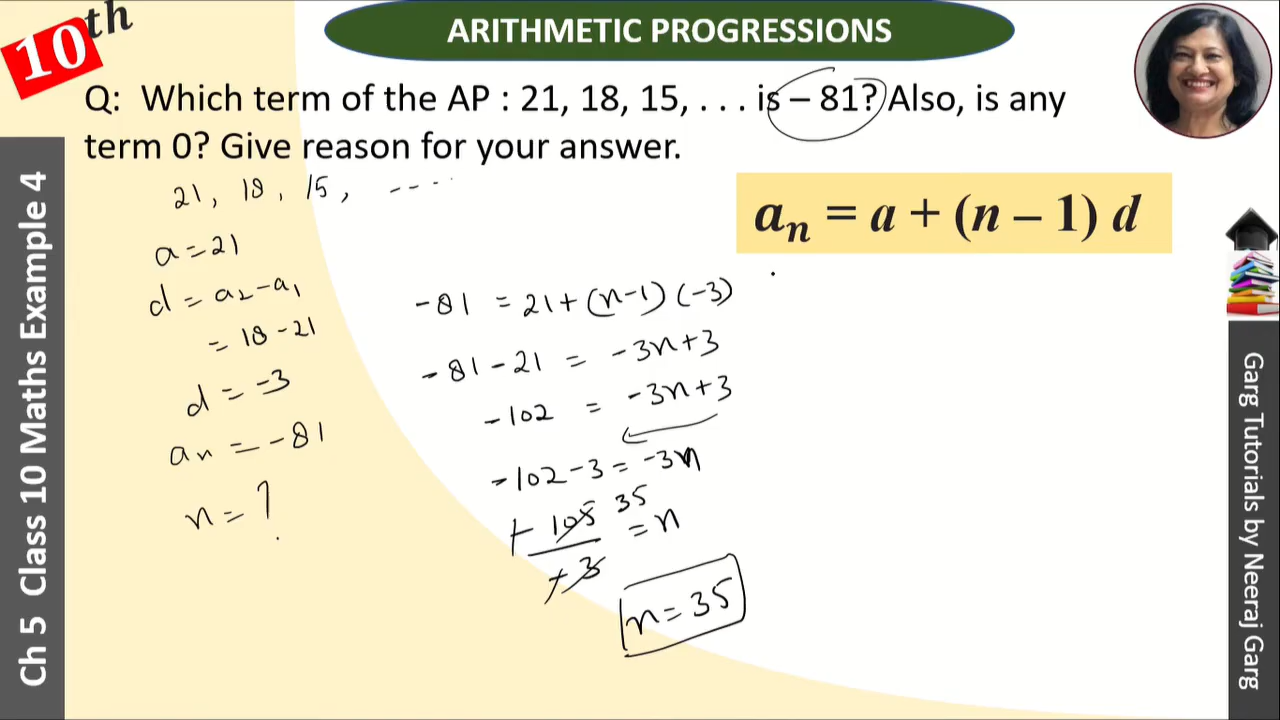 10th
ARITHMETIC PROGRESSIONS
Q: Which term of the AP : 21, 18, 15, . . . is – 81? Also, is any
term 0? Give reason for your answer.
21, 18, 15, ----
a = 21
d = a₂ - a₁
= 18 - 21
d = -3
aₙ = -81
n = ?
aₙ = a + (n – 1) d
-81 = 21 + (n-1) (-3)
-81 - 21 = -3n+3
-102 = -3n+3
-102 - 3 = -3n
-105 35
-3 = n
n = 35
Ch 5 Class 10 Maths Example 4
Garg Tutorials by Neeraj Garg